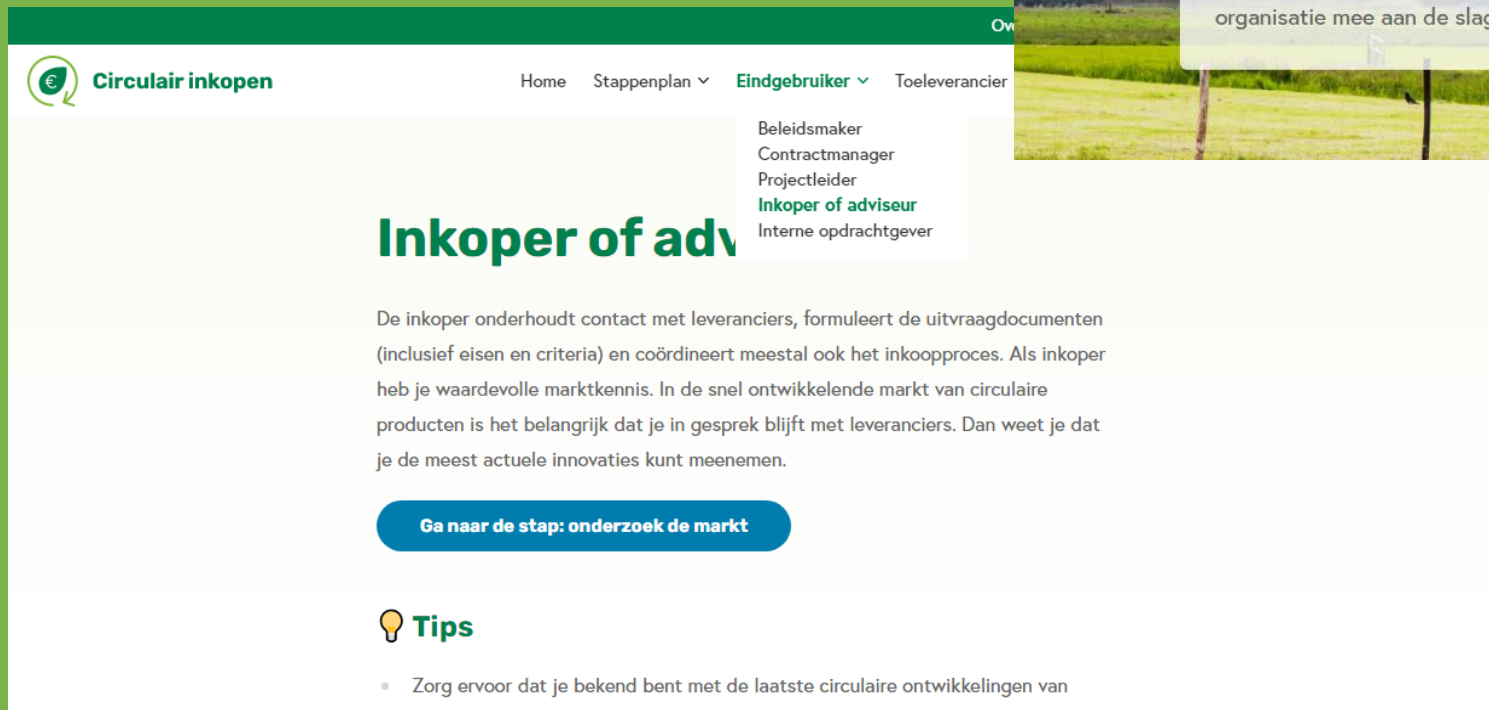 organisatie mee aan de slag
Circulair inkopen
Home Stappenplan Eindgebruiker Toeleverancier
Beleidsmaker
Contractmanager
Projectleider
Inkoper of adviseur
Interne opdrachtgever
Inkoper of
De inkoper onderhoudt contact met leveranciers, formuleert de uitvraagdocumenten
(inclusief eisen en criteria) en coördineert meestal ook het inkoopproces. Als inkoper
heb je waardevolle marktkennis. In de snel ontwikkelende markt van circulaire
producten is het belangrijk dat je in gesprek blijft met leveranciers. Dan weet je dat
je de meest actuele innovaties kunt meenemen.
Ga naar de stap: onderzoek de markt
Tips
Zorg ervoor dat je bekend bent met de laatste circulaire ontwikkelingen van